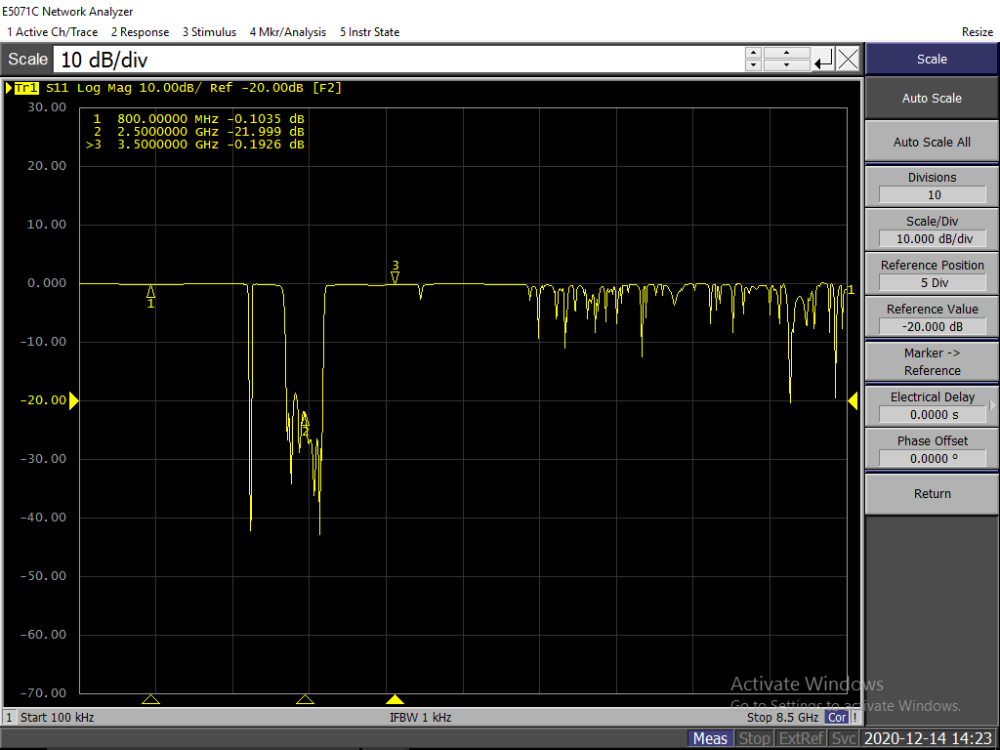 E5071C Network Analyzer
1 Active Ch/Trace 2 Response 3 Stimulus 4 Mkr/Analysis 5 Instr State Resize
Scale 10 dB/div
Scale
Tr1 S11 Log Mag 10.00dB/ Ref -20.00dB [F2]
Auto Scale
30.00
1 800.00000 MHz -0.1035 dB
2 2.5000000 GHz -21.999 dB
>3 3.5000000 GHz -0.1926 dB
Auto Scale All
20.00
Divisions
10
10.00
Scale/Div
10.000 dB/div
0.000
3
1
1
Reference Position
5 Div
-10.00
Reference Value
-20.000 dB
Marker ->
Reference
-20.00
2
Electrical Delay
0.0000 s
-30.00
Phase Offset
0.0000 °
-40.00
Return
-50.00
-60.00
-70.00
Activate Windows
Go to Settings to activate Windows.
1 Start 100 kHz IFBW 1 kHz Stop 8.5 GHz Cor !
Meas Stop ExtRef Svc 2020-12-14 14:23